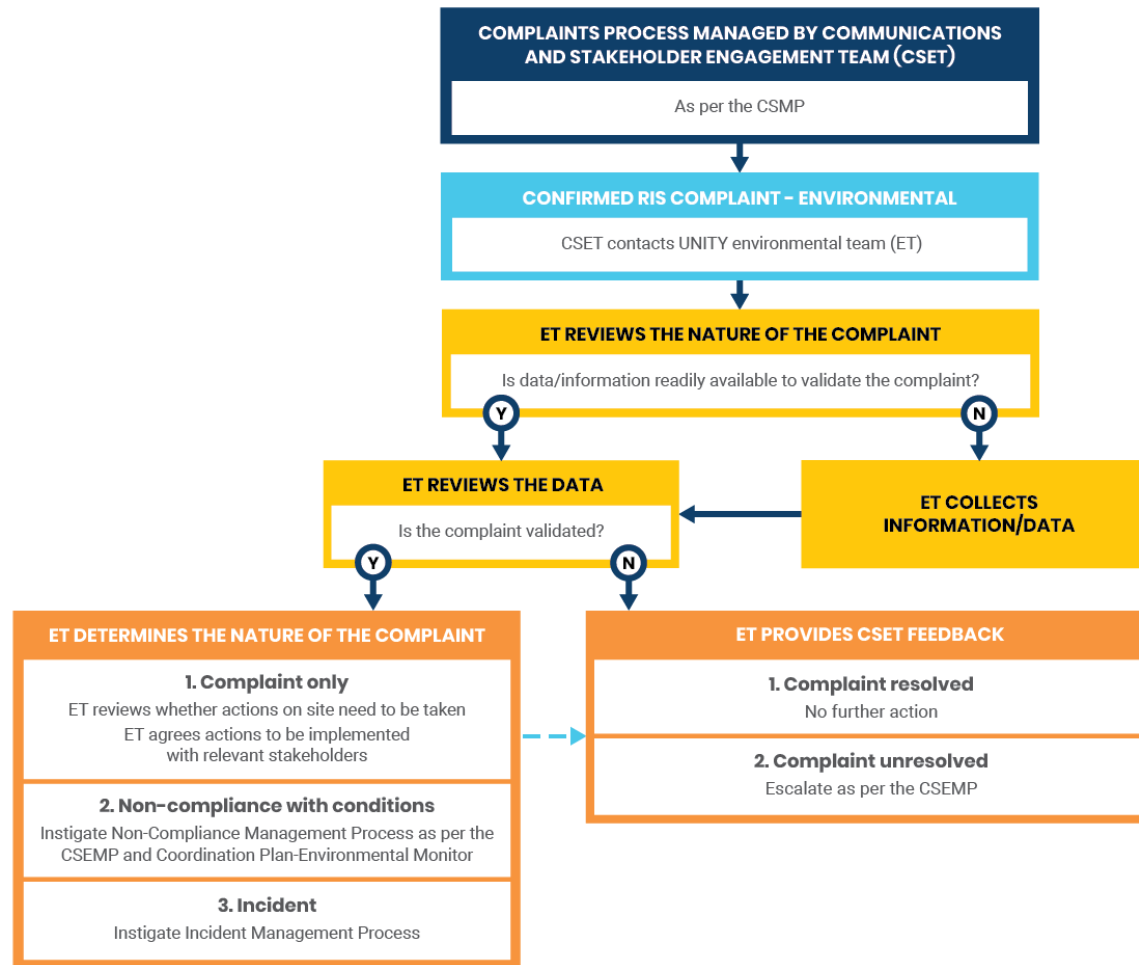 COMPLAINTS PROCESS MANAGED BY COMMUNICATIONS
AND STAKEHOLDER ENGAGEMENT TEAM (CSET)
As per the CSMP
CONFIRMED RIS COMPLAINT - ENVIRONMENTAL
CSET contacts UNITY environmental team (ET)
ET REVIEWS THE NATURE OF THE COMPLAINT
Is data/information readily available to validate the complaint?
Y
N
ET REVIEWS THE DATA
Is the complaint validated?
ET COLLECTS
INFORMATION/DATA
Y
N
ET DETERMINES THE NATURE OF THE COMPLAINT
1. Complaint only
ET reviews whether actions on site need to be taken
ET agrees actions to be implemented
with relevant stakeholders
2. Non-compliance with conditions
Instigate Non-Compliance Management Process as per the
CSEMP and Coordination Plan-Environmental Monitor
3. Incident
Instigate Incident Management Process
ET PROVIDES CSET FEEDBACK
1. Complaint resolved
No further action
2. Complaint unresolved
Escalate as per the CSEMP